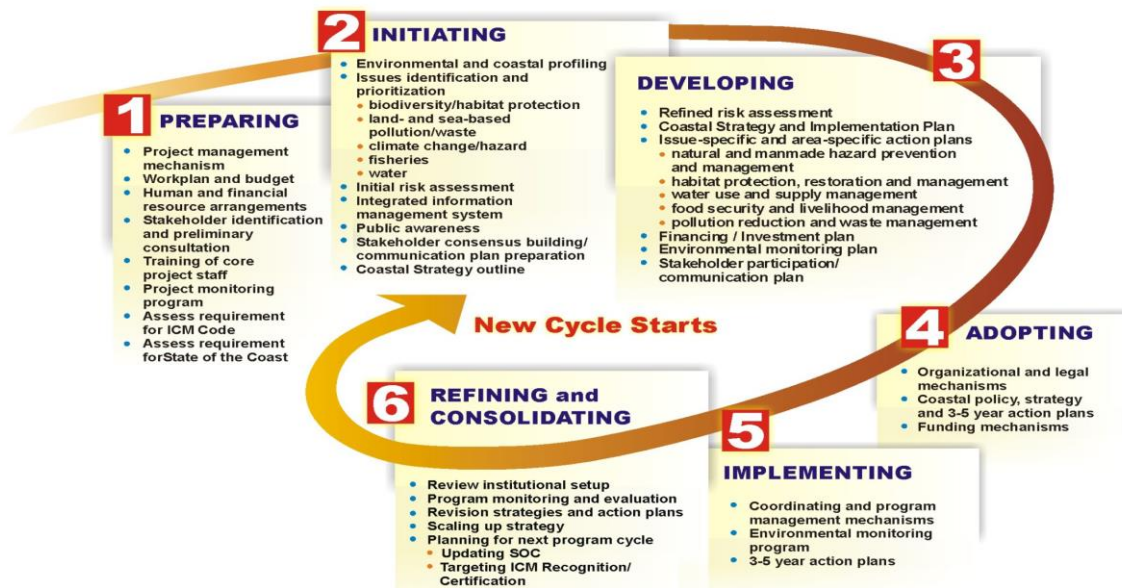 1
PREPARING
Project management
mechanism
Workplan and budget
Human and financial
resource arrangements
Stakeholder identification
and preliminary
consultation
Training of core
project staff
Project monitoring
program
Assess requirement
for ICM Code
Assess requirement
forState of the Coast
2
INITIATING
Environmental and coastal profiling
Issues identification and
prioritization
biodiversity/habitat protection
land- and sea-based
pollution/waste
climate change/hazard
fisheries
water
Initial risk assessment
Integrated information
management system
Public awareness
Stakeholder consensus building/
communication plan preparation
Coastal Strategy outline
3
DEVELOPING
Refined risk assessment
Coastal Strategy and Implementation Plan
Issue-specific and area-specific action plans
natural and manmade hazard prevention
and management
habitat protection, restoration and management
water use and supply management
food security and livelihood management
pollution reduction and waste management
Financing / Investment plan
Environmental monitoring plan
Stakeholder participation/
communication plan
4
ADOPTING
Organizational and legal
mechanisms
Coastal policy, strategy
and 3-5 year action plans
Funding mechanisms
5
IMPLEMENTING
Coordinating and program
management mechanisms
Environmental monitoring
program
3-5 year action plans
6
REFINING and
CONSOLIDATING
Review institutional setup
Program monitoring and evaluation
Revision strategies and action plans
Scaling up strategy
Planning for next program cycle
Updating SOC
Targeting ICM Recognition/
Certification
New Cycle Starts